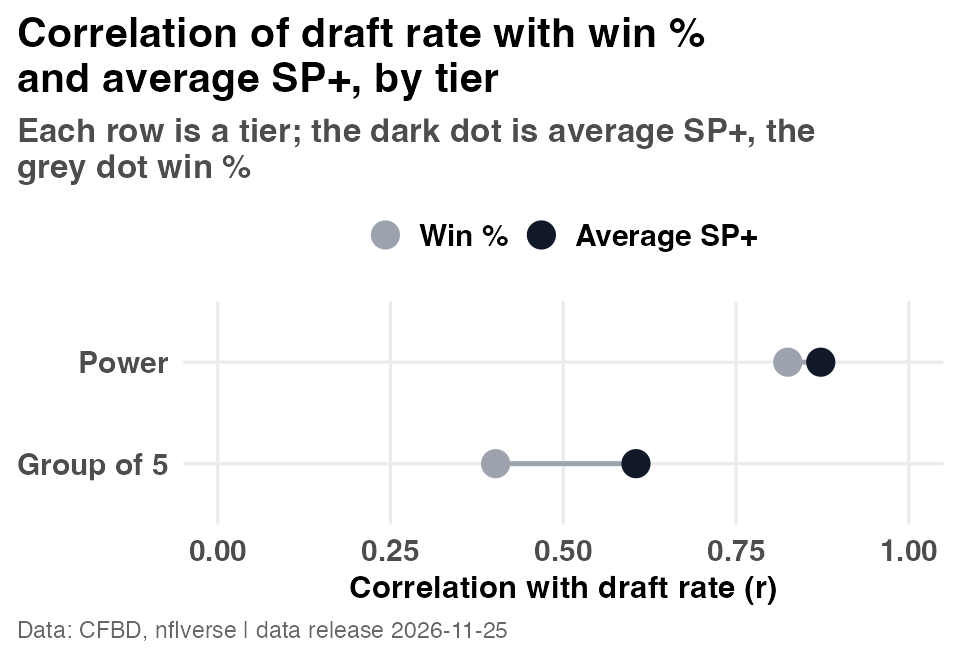 Correlation of draft rate with win %
and average SP+, by tier
Each row is a tier; the dark dot is average SP+, the
grey dot win %
Win % Average SP+
Power
Group of 5
0.00 0.25 0.50 0.75 1.00
Correlation with draft rate (r)
Data: CFBD, nflverse | data release 2026-11-25